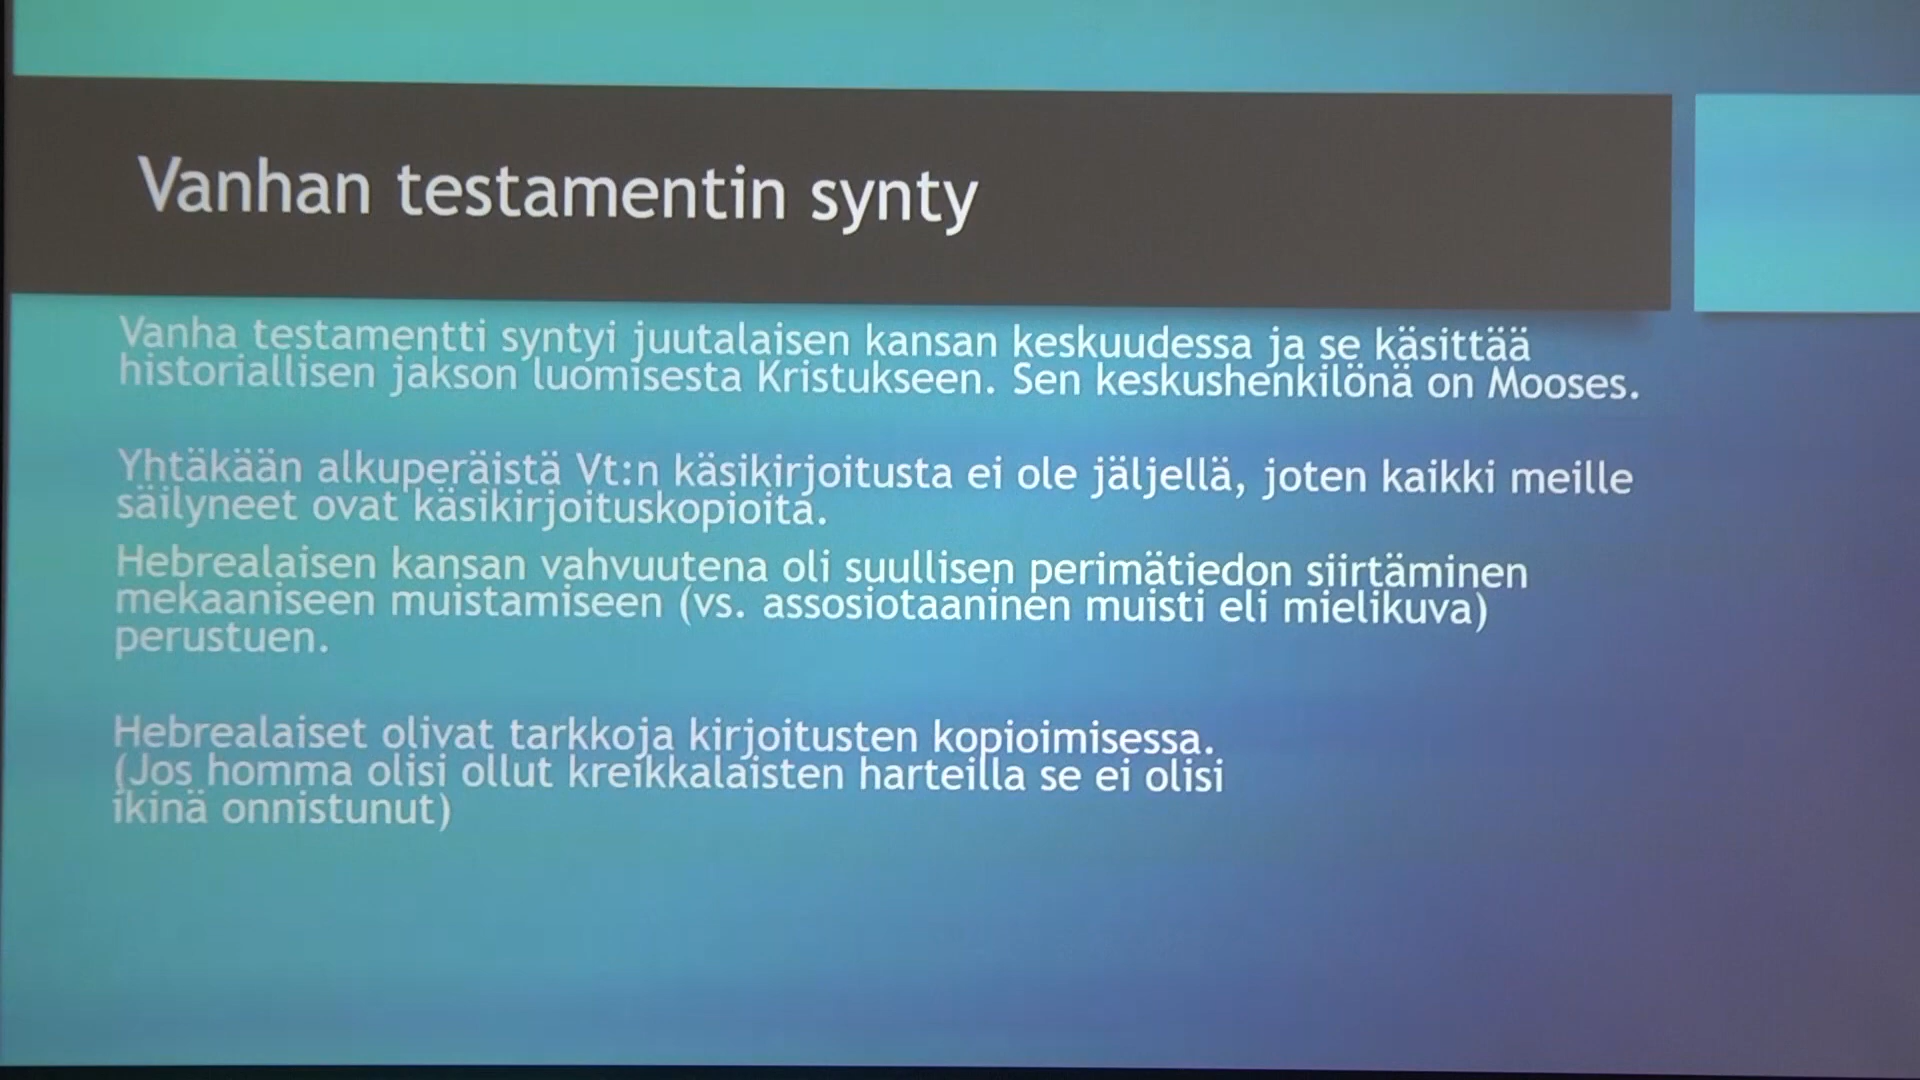 Vanhan testamentin synty
Vanha testamentti syntyi juutalaisen kansan keskuudessa ja se käsittää
historiallisen jakson luomisesta Kristukseen. Sen keskushenkilönä on Mooses.
Yhtäkään alkuperäistä Vt:n käsikirjoitusta ei ole jäljellä, joten kaikki meille
säilyneet ovat käsikirjoituskopioita.
Hebrealaisen kansan vahvuutena oli suullisen perimätiedon siirtäminen
mekaaniseen muistamiseen (vs. assosiotaaninen muisti eli mielikuva)
perustuen.
Hebrealaiset olivat tarkkoja kirjoitusten kopioimisessa.
(Jos homma olisi ollut kreikkalaisten harteilla se ei olisi
ikinä onnistunut)